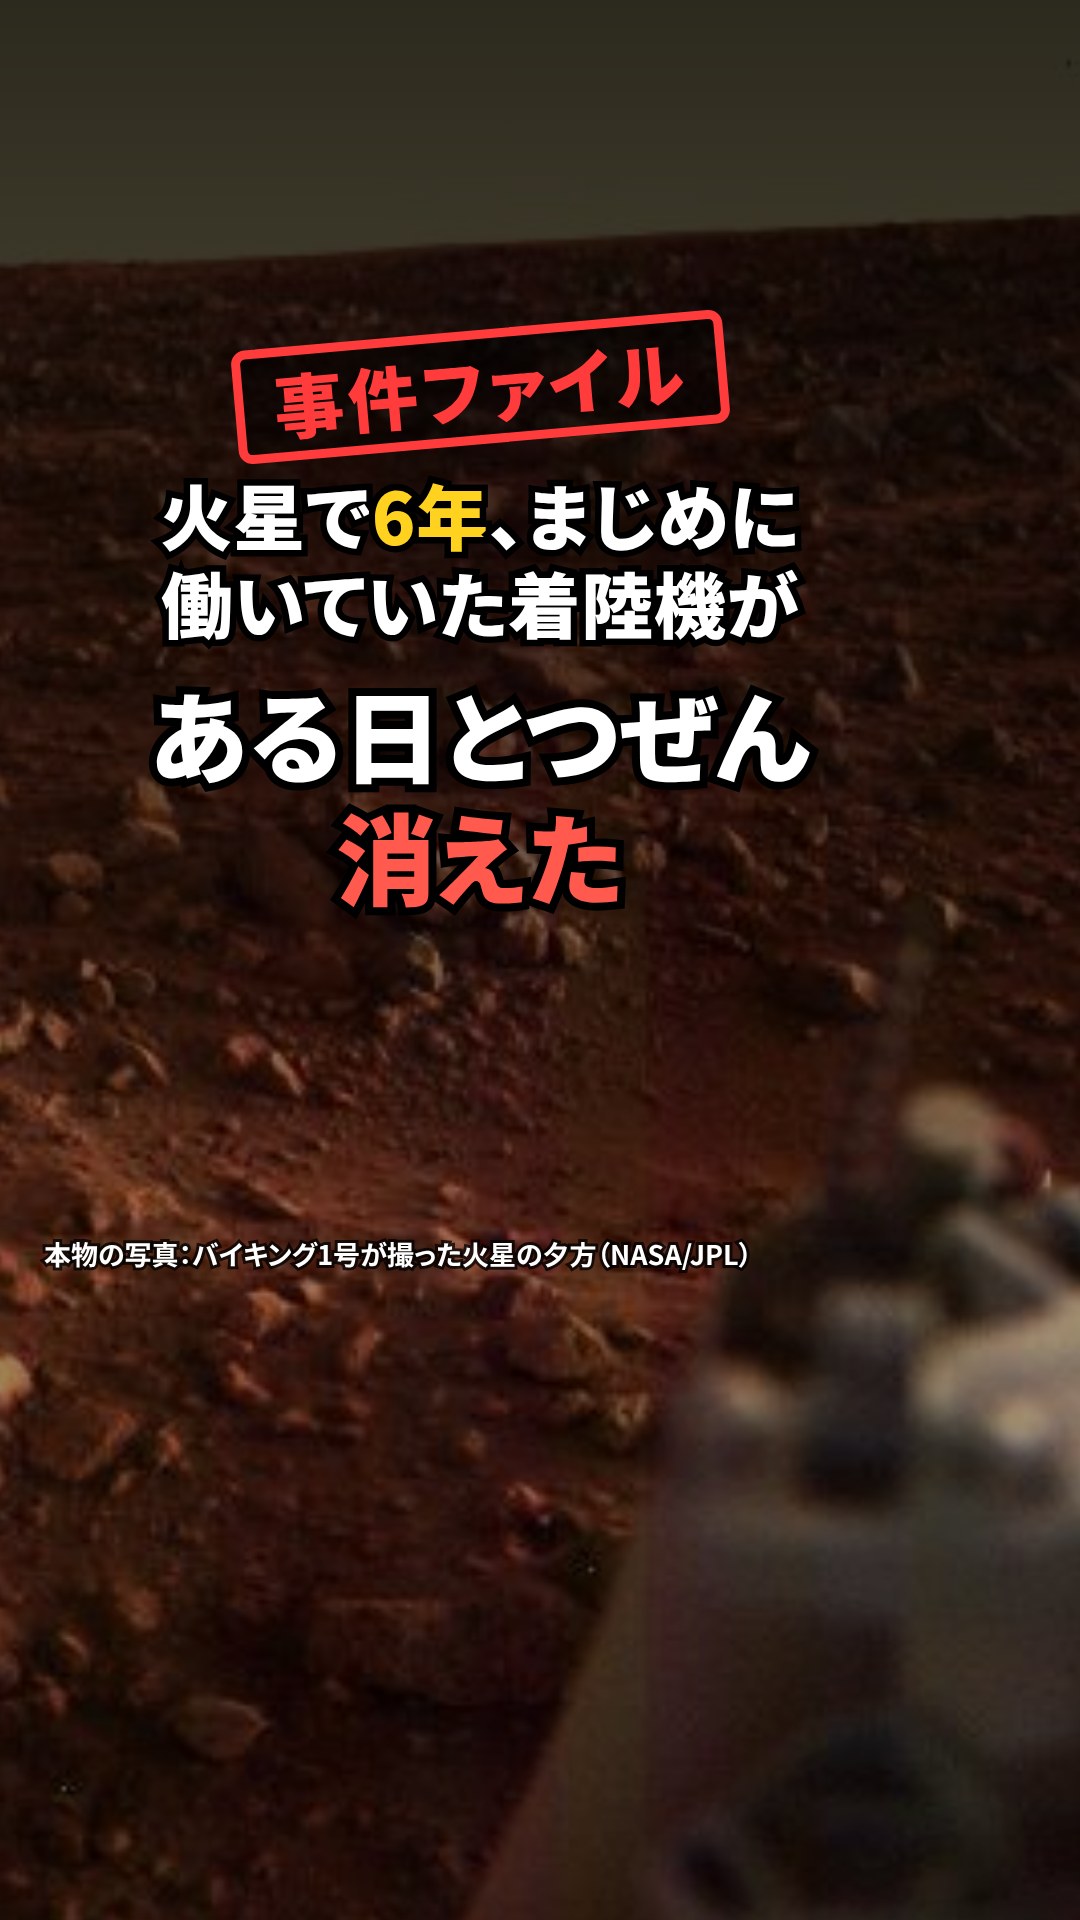 事件ファイル
火星で6年、まじめに
働いていた着陸機が
ある日とつぜん
消えた
本物の写真：バイキング1号が撮った火星の夕方（NASA/JPL）